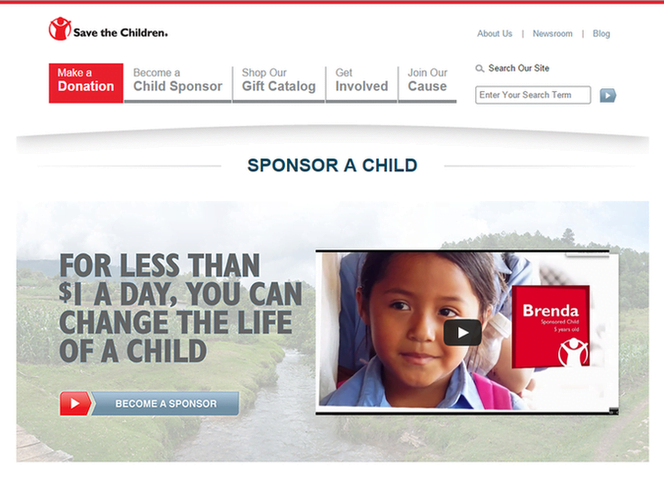 Save the Children.
About Us | Newsroom | Blog
Make a
Donation
Become a
Child Sponsor
Shop Our
Gift Catalog
Get
Involved
Join Our
Cause
Search Our Site
Enter Your Search Term
SPONSOR A CHILD
FOR LESS THAN
$1 A DAY, YOU CAN
CHANGE THE LIFE
OF A CHILD
BECOME A SPONSOR
Brenda
Sponsored Child
5 years old